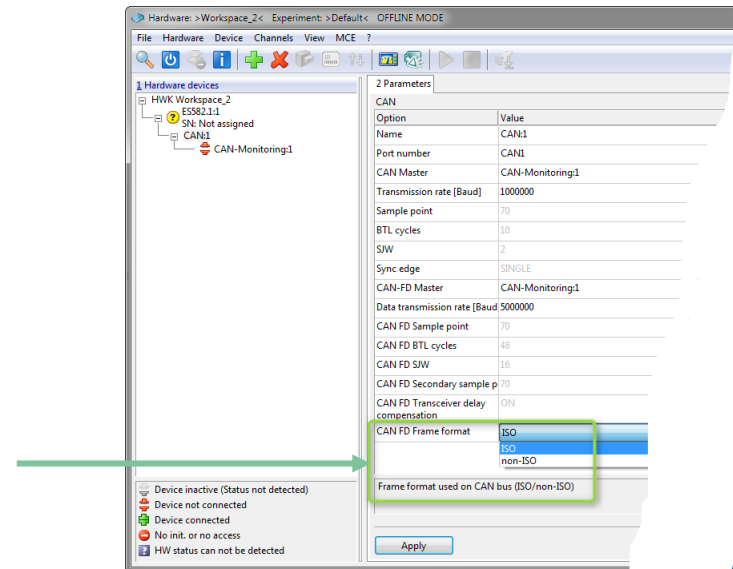 Hardware: >Workspace_2< Experiment: >Default< OFFLINE MODE
File Hardware Device Channels View MCE ?
1 Hardware devices
HWK Workspace_2
ES582.1:1
SN: Not assigned
CAN:1
CAN-Monitoring:1
Device inactive (Status not detected)
Device not connected
Device connected
No init. or no access
HW status can not be detected
2 Parameters
CAN
Option Value
Name CAN:1
Port number CAN1
CAN Master CAN-Monitoring:1
Transmission rate [Baud] 1000000
Sample point 70
BTL cycles 10
SJW 2
Sync edge SINGLE
CAN-FD Master CAN-Monitoring:1
Data transmission rate [Baud 5000000
CAN FD Sample point 70
CAN FD BTL cycles 48
CAN FD SJW 16
CAN FD Secondary sample p 70
CAN FD Transceiver delay ON
compensation
CAN FD Frame format ISO
ISO
non-ISO
Frame format used on CAN bus (ISO/non-ISO)
Apply